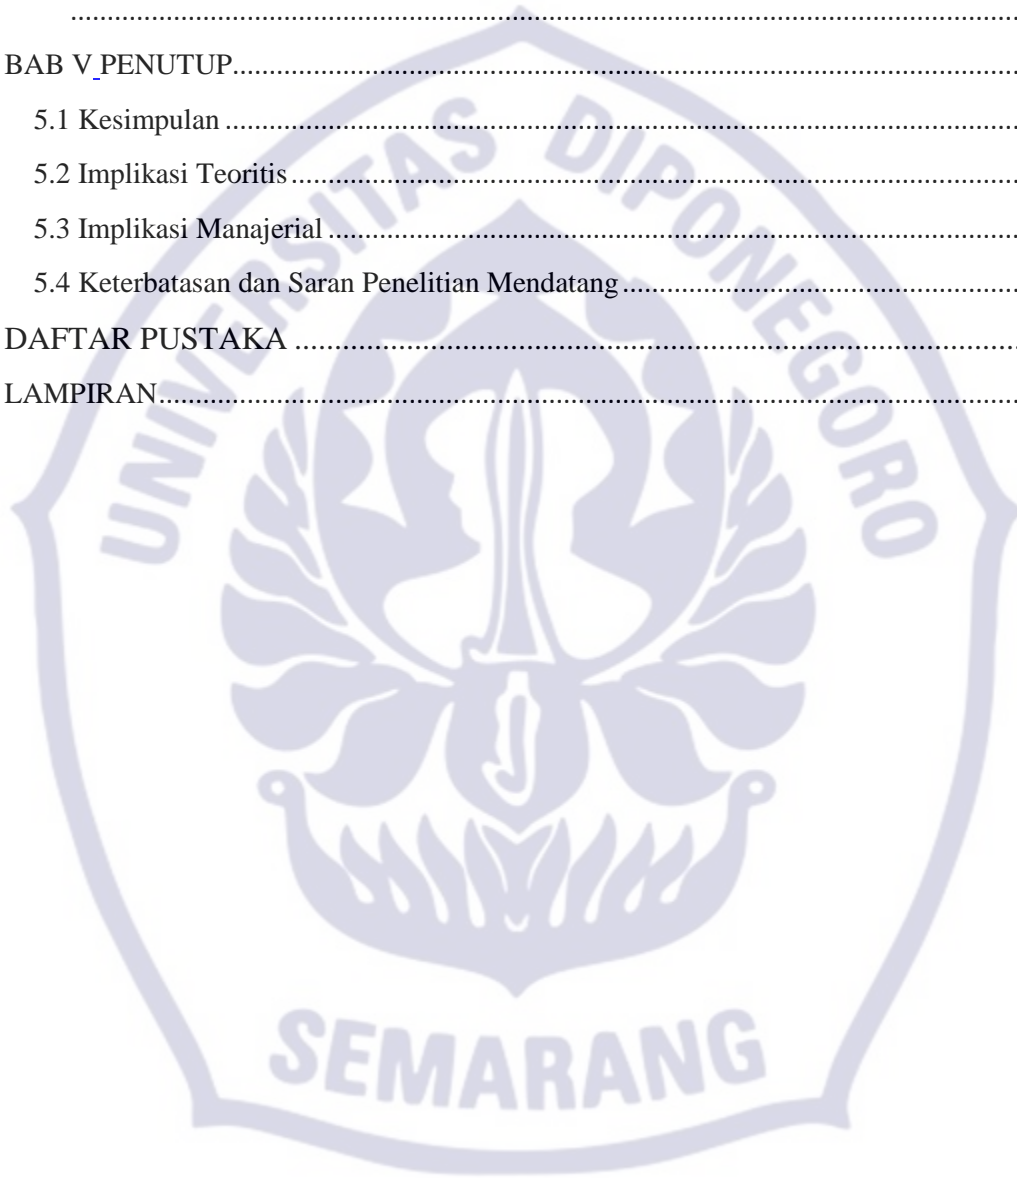 ........................................................................................................................
BAB V PENUTUP.....................................................................................................
5.1 Kesimpulan ......................................................................................................
5.2 Implikasi Teoritis ..............................................................................................
5.3 Implikasi Manajerial .........................................................................................
5.4 Keterbatasan dan Saran Penelitian Mendatang ..................................................
DAFTAR PUSTAKA ..............................................................................................
LAMPIRAN..............................................................................................................
UNIVERSITAS DIPONEGORO
SEMARANG